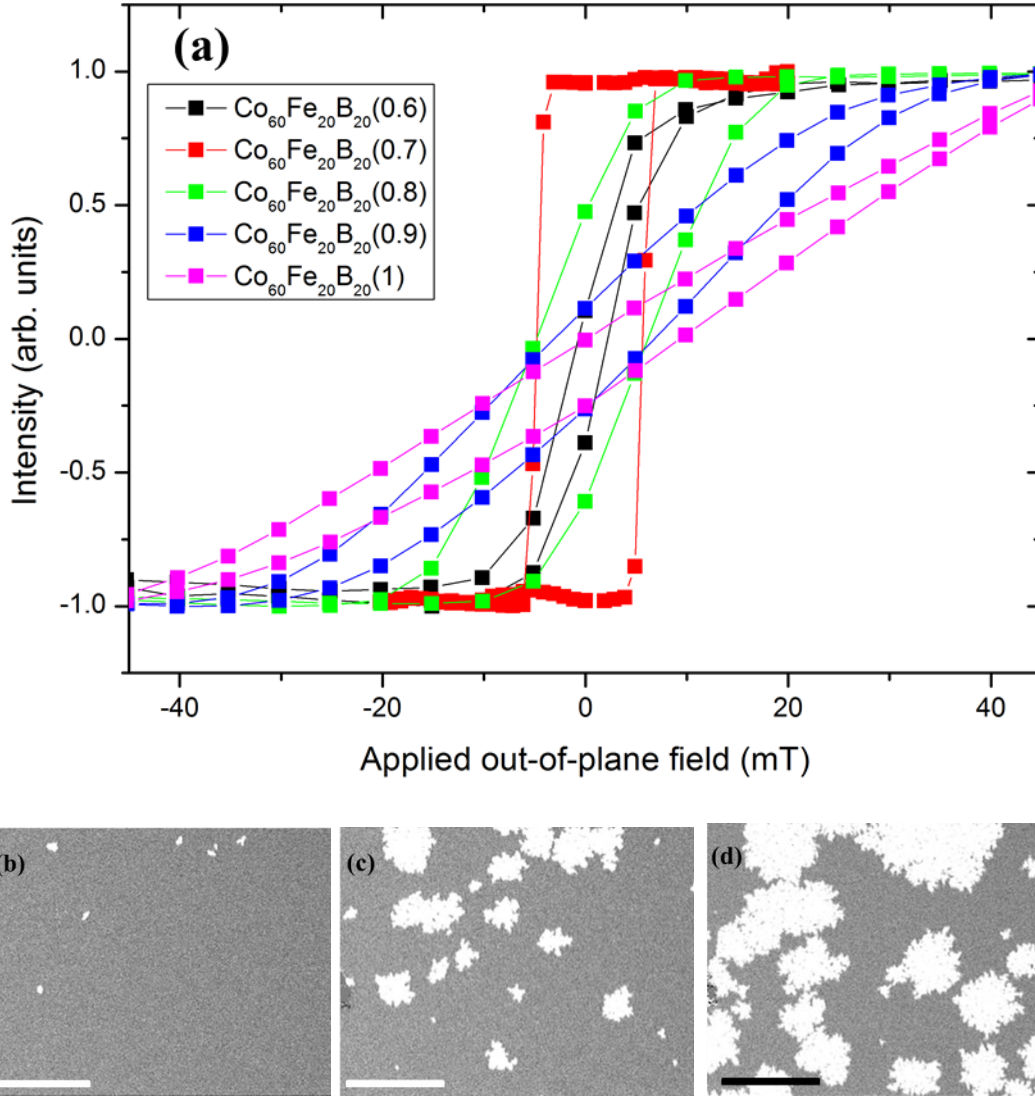 (a)
1.0
0.5
0.0
-0.5
-1.0
Intensity (arb. units)
Co₆₀Fe₂₀B₂₀(0.6)
Co₆₀Fe₂₀B₂₀(0.7)
Co₆₀Fe₂₀B₂₀(0.8)
Co₆₀Fe₂₀B₂₀(0.9)
Co₆₀Fe₂₀B₂₀(1)
-40 -20 0 20 40
Applied out-of-plane field (mT)
(b) (c) (d)